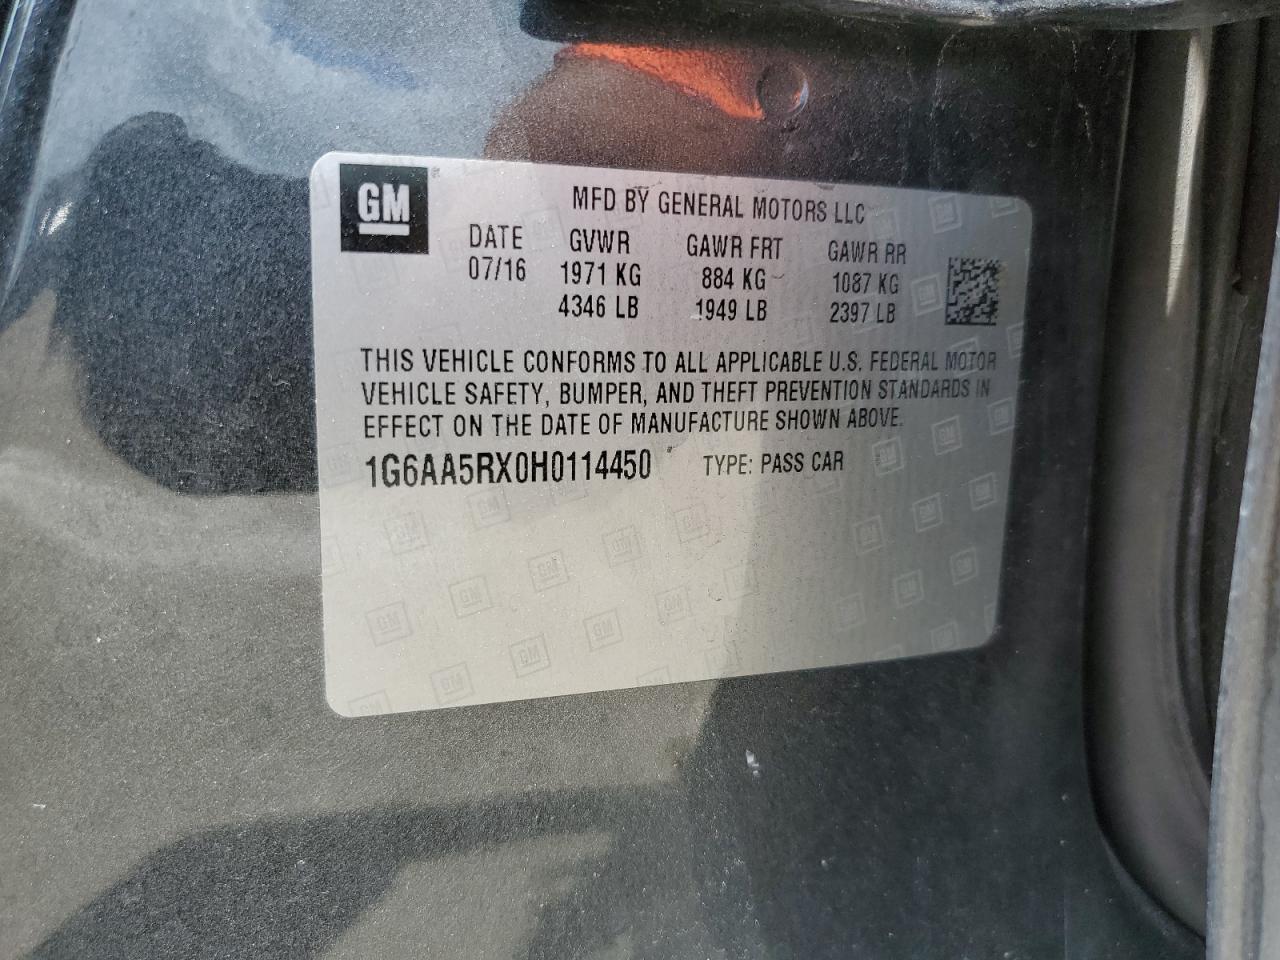 GM
MFD BY GENERAL MOTORS LLC
DATE GVWR GAWR FRT GAWR RR
07/16 1971 KG 884 KG 1087 KG
4346 LB 1949 LB 2397 LB
THIS VEHICLE CONFORMS TO ALL APPLICABLE U.S. FEDERAL MOTOR
VEHICLE SAFETY, BUMPER, AND THEFT PREVENTION STANDARDS IN
EFFECT ON THE DATE OF MANUFACTURE SHOWN ABOVE.
1G6AA5RX0H0114450 TYPE: PASS CAR